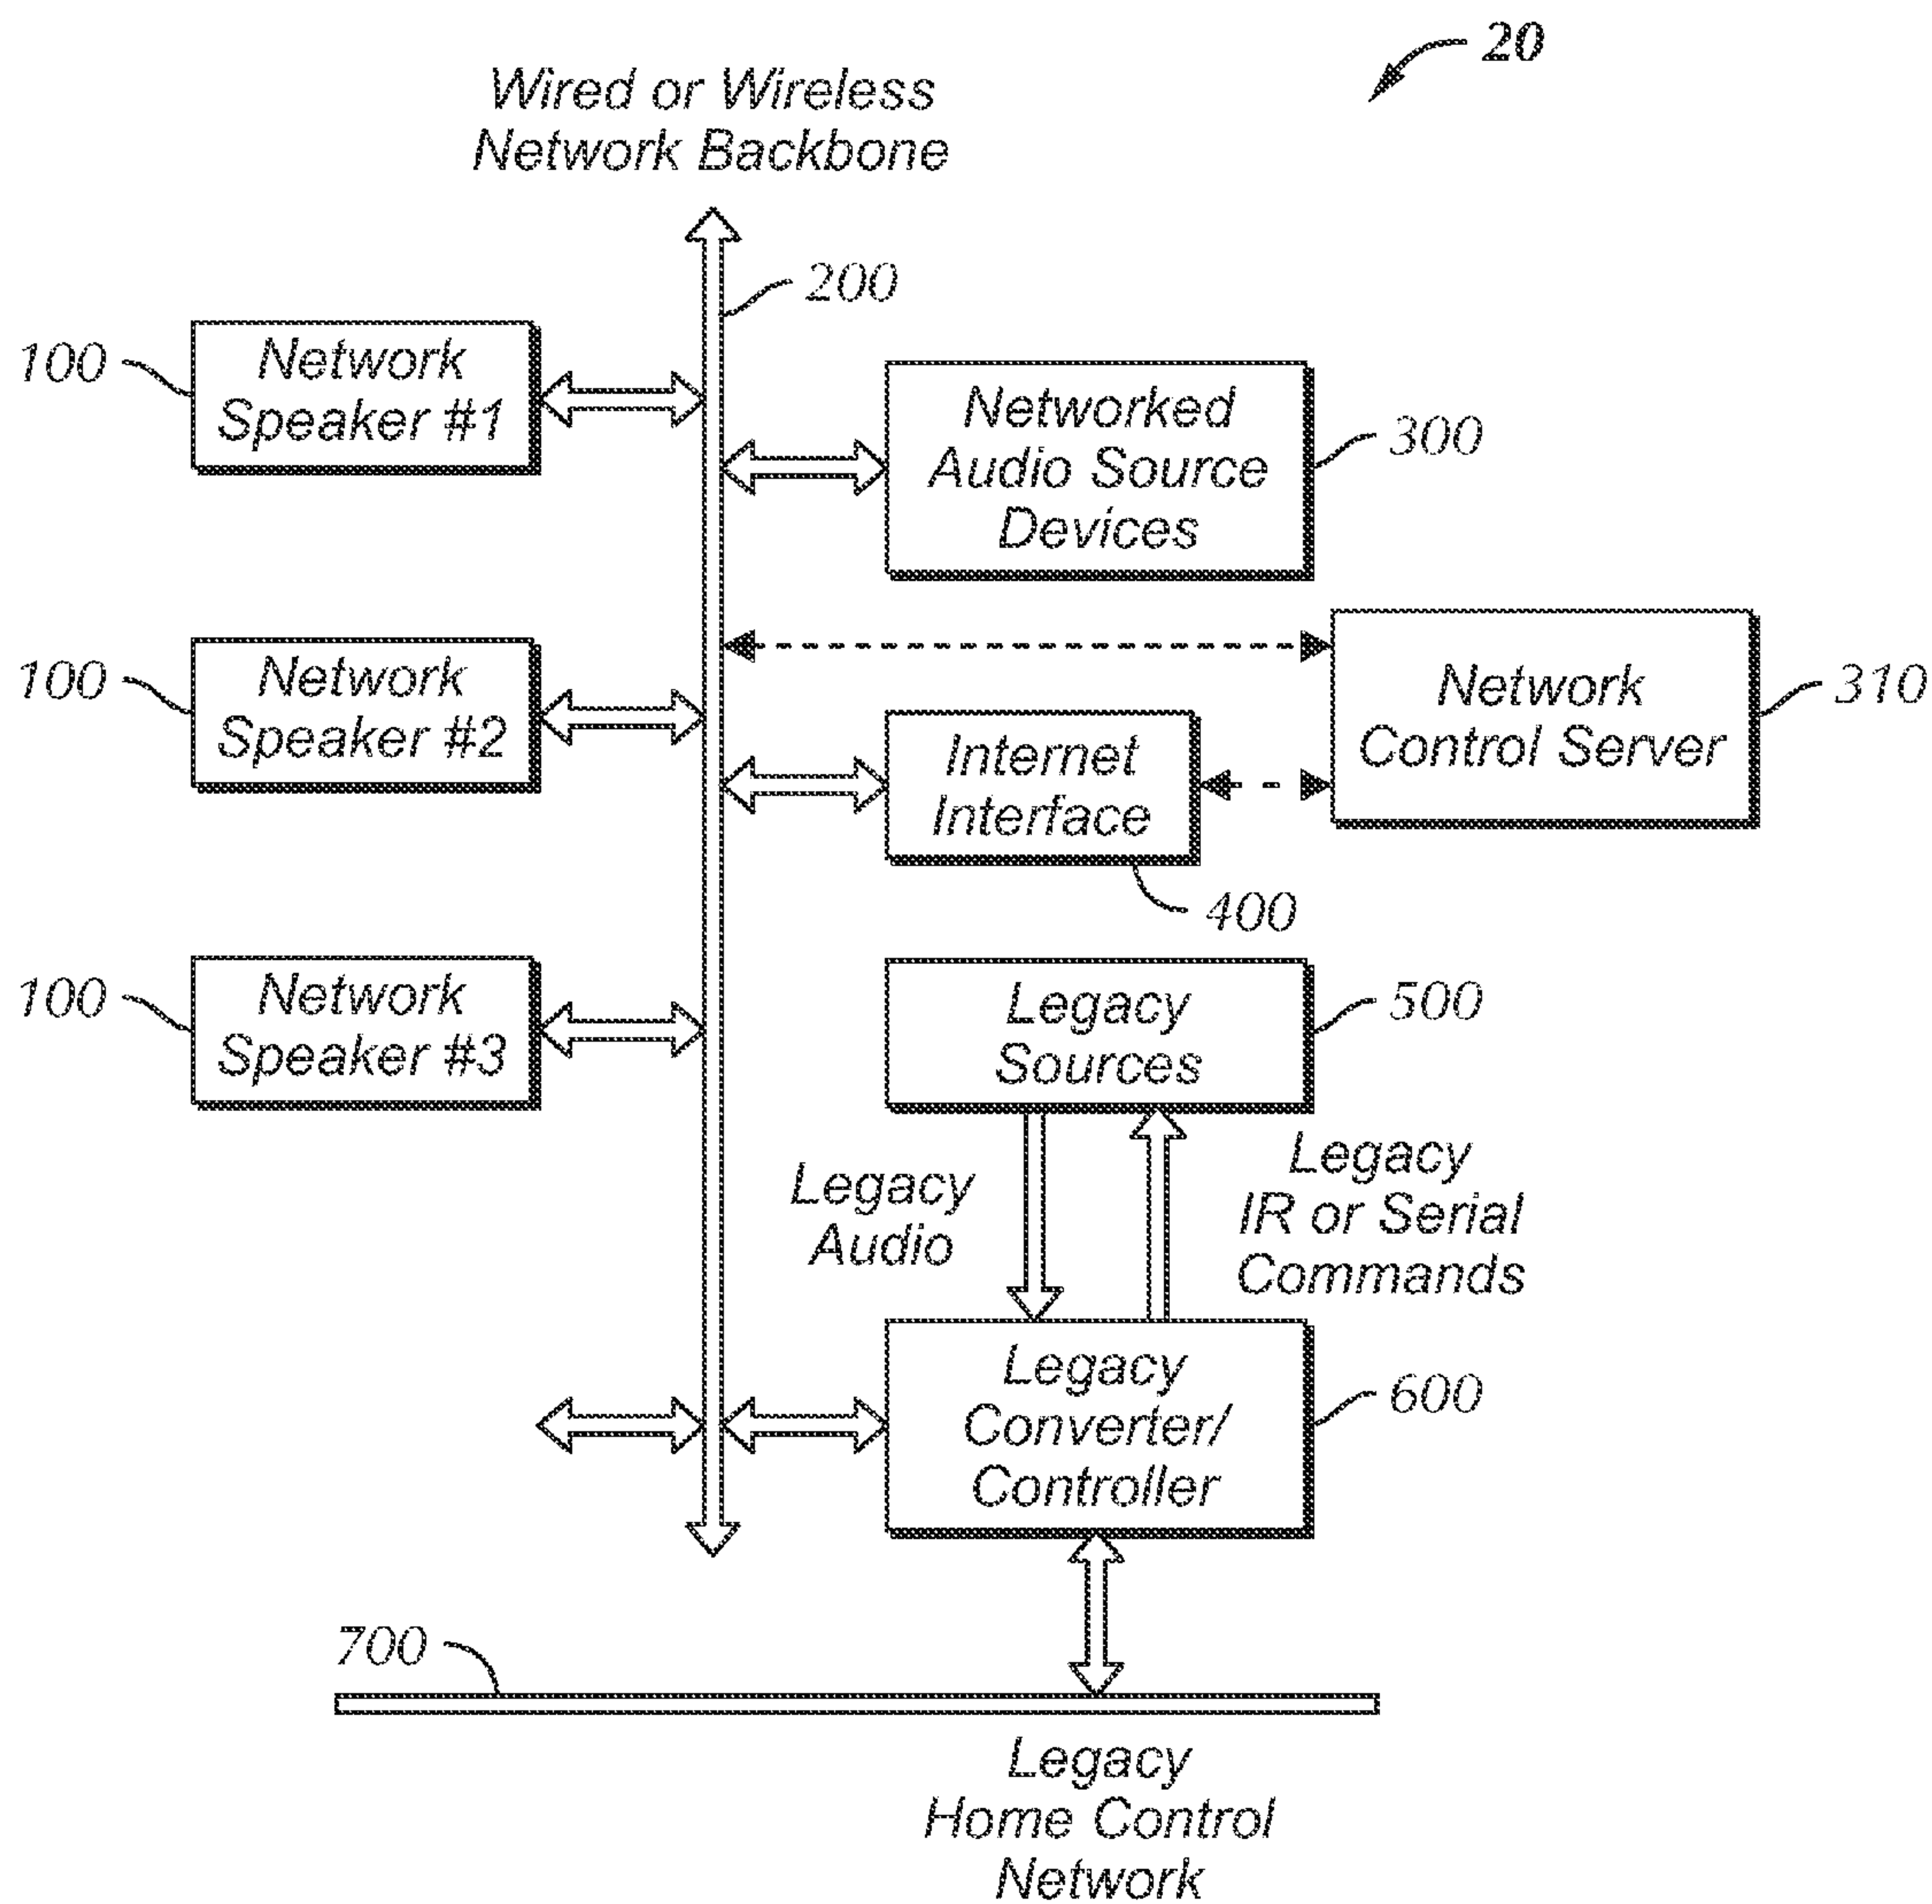 20
Wired or Wireless
Network Backbone
200
100
Network
Speaker #1
Networked
Audio Source
Devices
300
100
Network
Speaker #2
Network
Control Server
310
Internet
Interface
400
100
Network
Speaker #3
Legacy
Sources
500
Legacy
Audio
Legacy
IR or Serial
Commands
Legacy
Converter/
Controller
600
700
Legacy
Home Control
Network